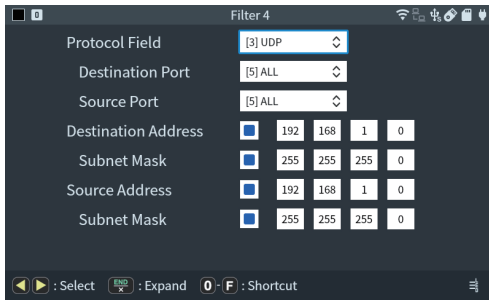 0 Filter 4
Protocol Field [3] UDP
Destination Port [5] ALL
Source Port [5] ALL
Destination Address 192 168 1 0
Subnet Mask 255 255 255 0
Source Address 192 168 1 0
Subnet Mask 255 255 255 0
: Select END × : Expand 0 - F : Shortcut